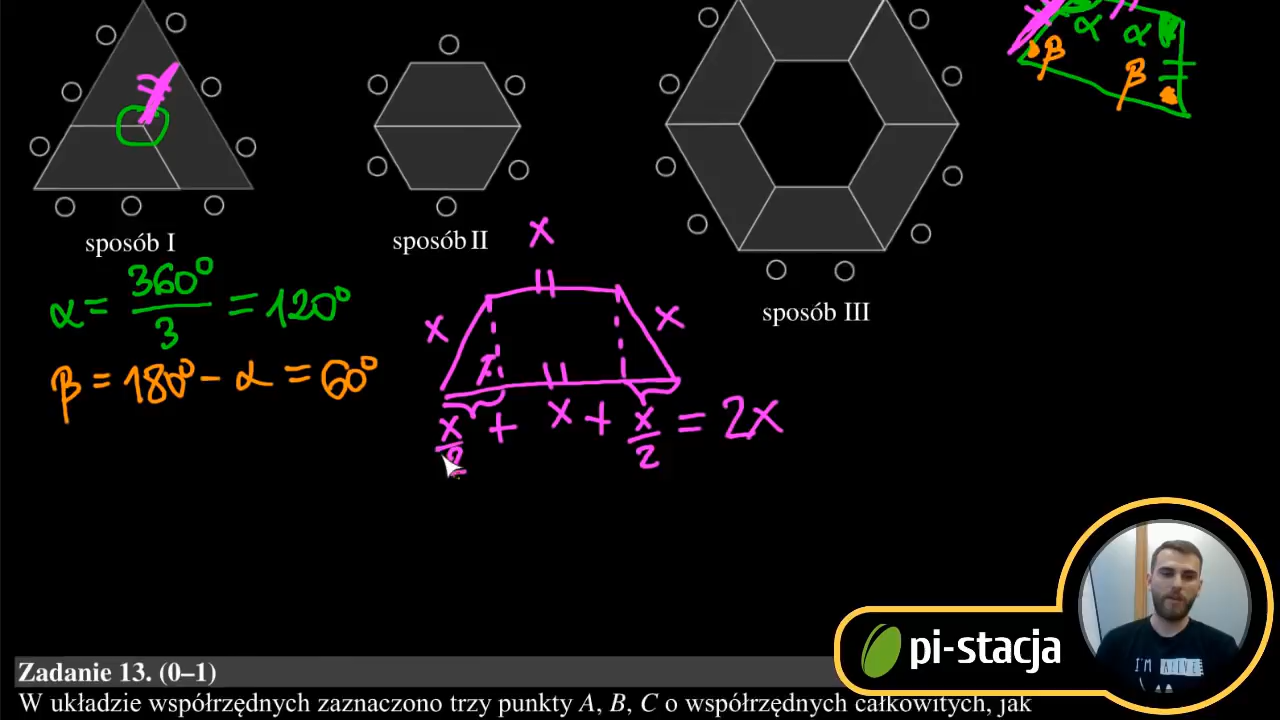 α α
β β
sposób I
sposób II
sposób III
α = 360°/3 = 120°
β = 180° - α = 60°
x
x x
x/2 + x + x/2 = 2x
pi-stacja
I'M ALIVE
Zadanie 13. (0–1)
W układzie współrzędnych zaznaczono trzy punkty A, B, C o współrzędnych całkowitych, jak